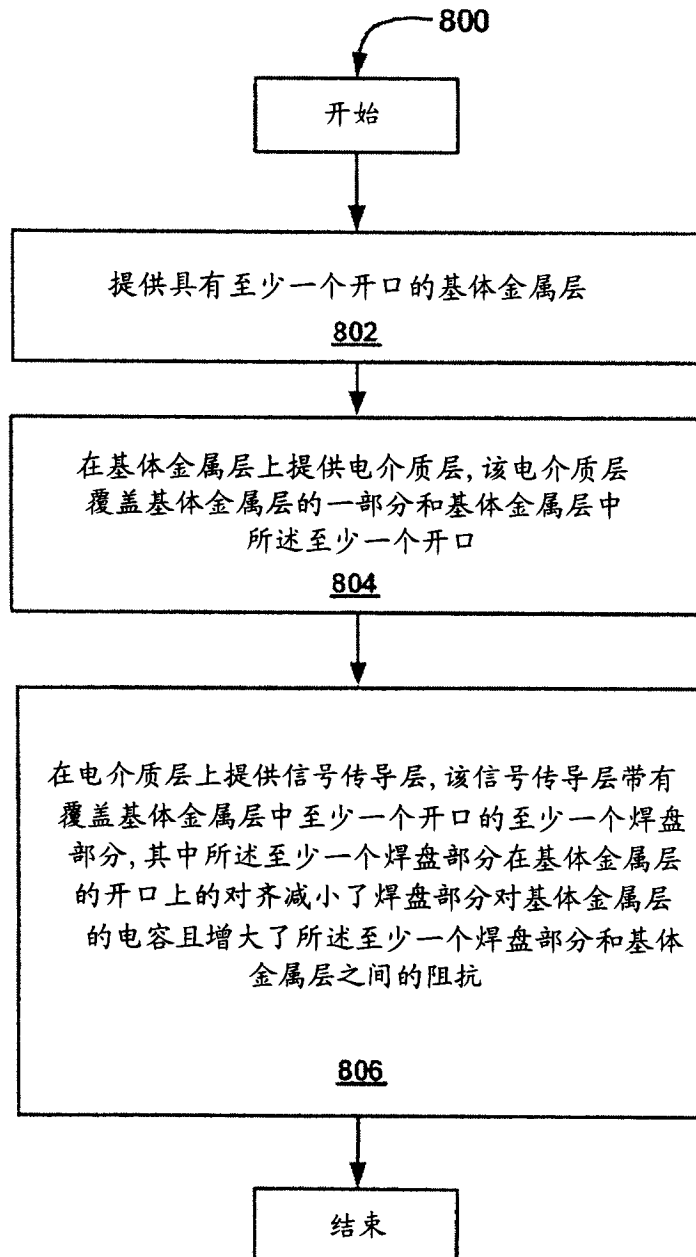 800
开始
提供具有至少一个开口的基体金属层
802
在基体金属层上提供电介质层,该电介质层
覆盖基体金属层的一部分和基体金属层中
所述至少一个开口
804
在电介质层上提供信号传导层,该信号传导层带有
覆盖基体金属层中至少一个开口的至少一个焊盘
部分,其中所述至少一个焊盘部分在基体金属层
的开口上的对齐减小了焊盘部分对基体金属层
的电容且增大了所述至少一个焊盘部分和基体
金属层之间的阻抗
806
结束